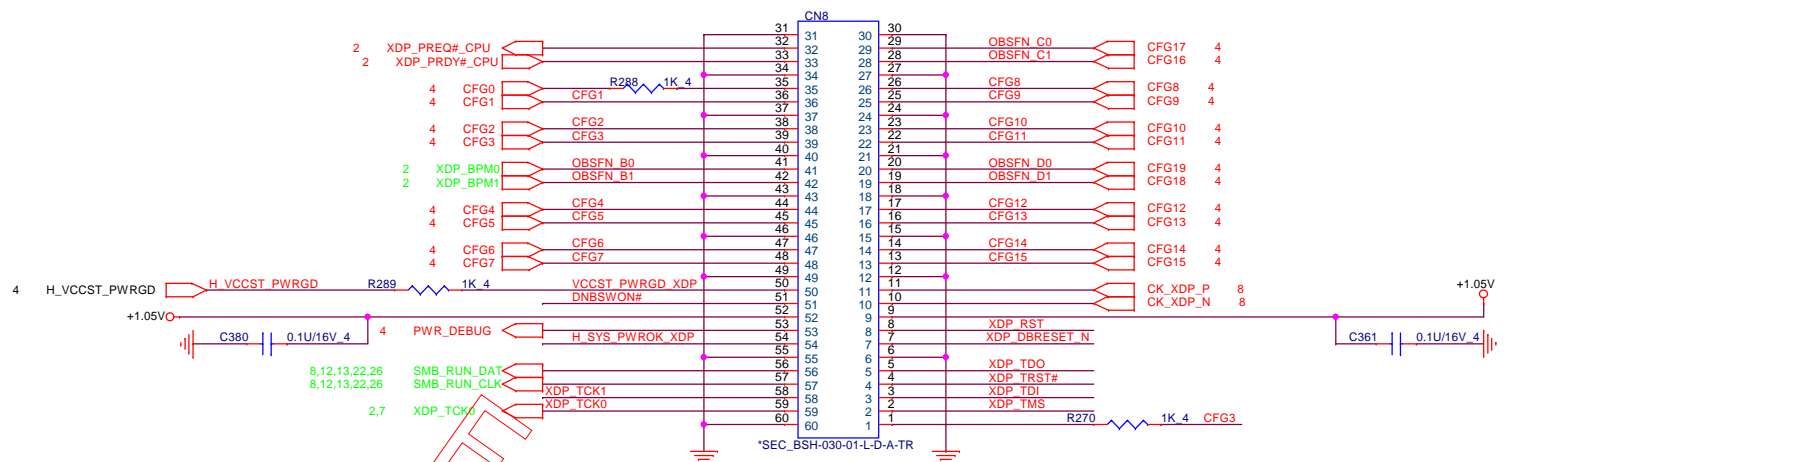 CN8
31 31 30 30
2 XDP_PREQ#_CPU 32 32 29 29 OBSFN_C0 CFG17 4
2 XDP_PRDY#_CPU 33 33 28 28 OBSFN_C1 CFG16 4
34 34 27 27
4 CFG0 R288 1K_4 35 35 26 26 CFG8 CFG8 4
4 CFG1 CFG1 36 36 25 25 CFG9 CFG9 4
37 37 24 24
4 CFG2 CFG2 38 38 23 23 CFG10 CFG10 4
4 CFG3 CFG3 39 39 22 22 CFG11 CFG11 4
40 40 21 21
2 XDP_BPM0 OBSFN_B0 41 41 20 20 OBSFN_D0 CFG19 4
2 XDP_BPM1 OBSFN_B1 42 42 19 19 OBSFN_D1 CFG18 4
43 43 18 18
4 CFG4 CFG4 44 44 17 17 CFG12 CFG12 4
4 CFG5 CFG5 45 45 16 16 CFG13 CFG13 4
46 46 15 15
4 CFG6 CFG6 47 47 14 14 CFG14 CFG14 4
4 CFG7 CFG7 48 48 13 13 CFG15 CFG15 4
49 49 12 12
4 H_VCCST_PWRGD H_VCCST_PWRGD R289 1K_4 VCCST_PWRGD_XDP 50 50 11 11 CK_XDP_P 8
DNBSWON# 51 51 10 10 CK_XDP_N 8
+1.05V 52 52 9 9 +1.05V
4 PWR_DEBUG 53 53 8 8 XDP_RST
C380 0.1U/16V_4 H_SYS_PWROK_XDP 54 54 7 7 XDP_DBRESET_N C361 0.1U/16V_4
55 55 6 6
8,12,13,22,26 SMB_RUN_DAT 56 56 5 5 XDP_TDO
8,12,13,22,26 SMB_RUN_CLK 57 57 4 4 XDP_TRST#
XDP_TCK1 58 58 3 3 XDP_TDI
2,7 XDP_TCK0 XDP_TCK0 59 59 2 2 XDP_TMS
60 60 1 1 R270 1K_4 CFG3
*SEC_BSH-030-01-L-D-A-TR